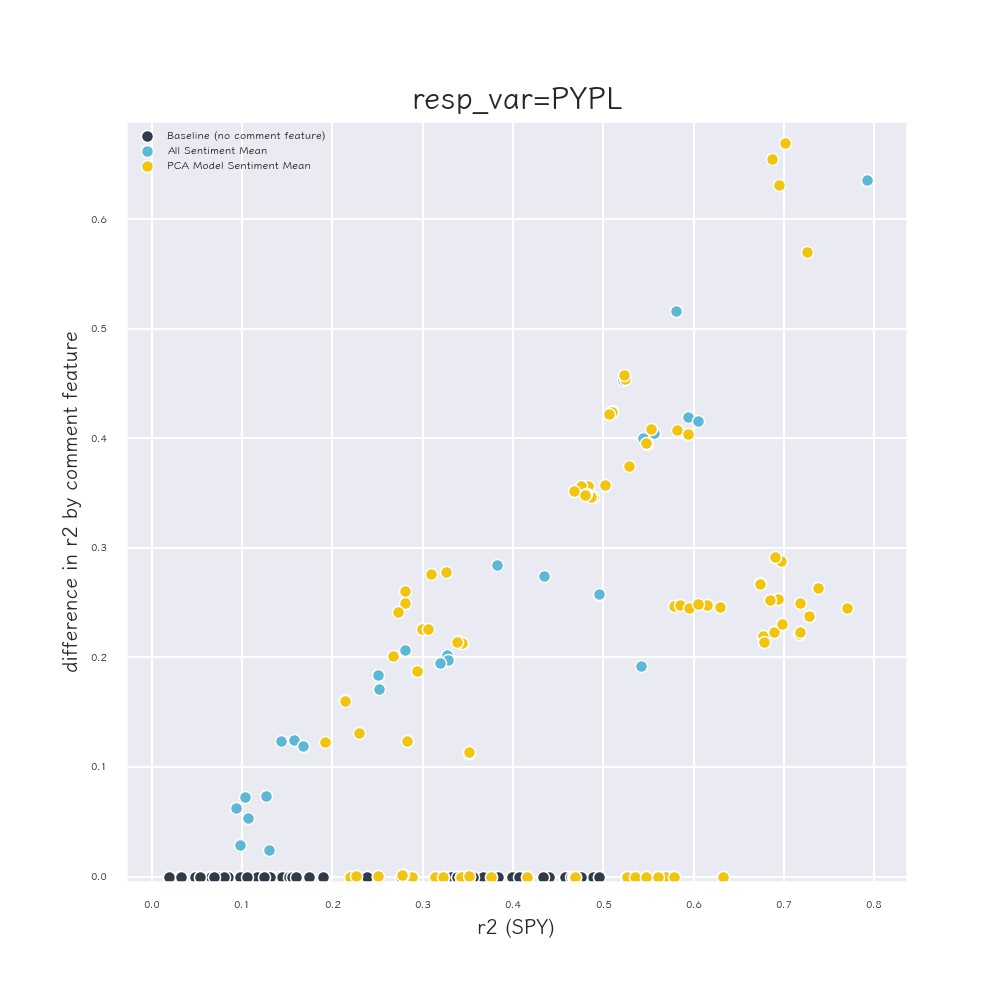 resp_var=PYPL
Baseline (no comment feature)
All Sentiment Mean
PCA Model Sentiment Mean
difference in r2 by comment feature
0.6
0.5
0.4
0.3
0.2
0.1
0.0
0.0 0.1 0.2 0.3 0.4 0.5 0.6 0.7 0.8
r2 (SPY)